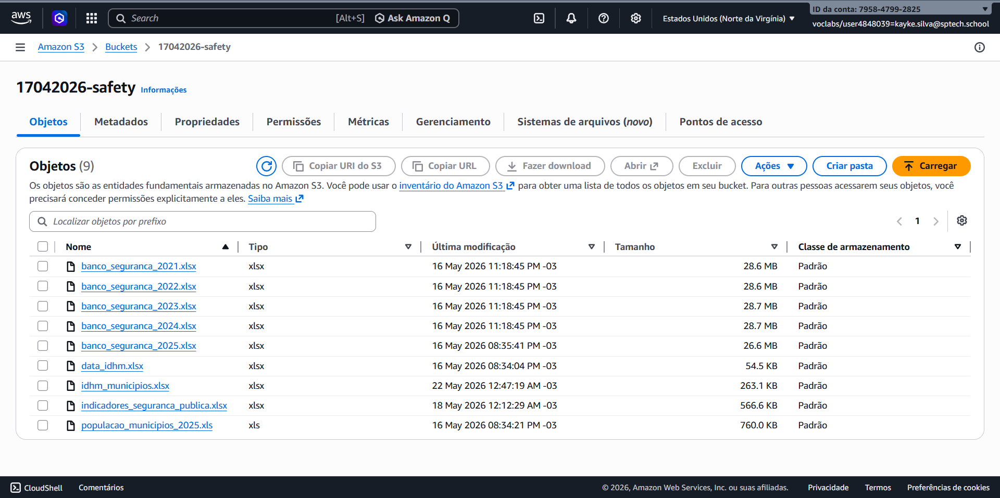 aws
Search [Alt+S] Ask Amazon Q
Estados Unidos (Norte da Virgínia)
ID da conta: 7958-4799-2825
voclabs/user4848039=kayke.silva@sptech.school
Amazon S3 Buckets 17042026-safety
17042026-safety Informações
Objetos Metadados Propriedades Permissões Métricas Gerenciamento Sistemas de arquivos (novo) Pontos de acesso
Objetos (9) Copiar URI do S3 Copiar URL Fazer download Abrir Excluir Ações Criar pasta Carregar
Os objetos são as entidades fundamentais armazenadas no Amazon S3. Você pode usar o inventário do Amazon S3 para obter uma lista de todos os objetos em seu bucket. Para outras pessoas acessarem seus objetos, você
precisará conceder permissões explicitamente a eles. Saiba mais
Localizar objetos por prefixo 1
Nome Tipo Última modificação Tamanho Classe de armazenamento
banco_seguranca_2021.xlsx xlsx 16 May 2026 11:18:45 PM -03 28.6 MB Padrão
banco_seguranca_2022.xlsx xlsx 16 May 2026 11:18:45 PM -03 28.6 MB Padrão
banco_seguranca_2023.xlsx xlsx 16 May 2026 11:18:45 PM -03 28.7 MB Padrão
banco_seguranca_2024.xlsx xlsx 16 May 2026 11:18:45 PM -03 28.7 MB Padrão
banco_seguranca_2025.xlsx xlsx 16 May 2026 08:35:41 PM -03 26.6 MB Padrão
data_idhm.xlsx xlsx 16 May 2026 08:34:04 PM -03 54.5 KB Padrão
idhm_municipios.xlsx xlsx 22 May 2026 12:47:19 AM -03 263.1 KB Padrão
indicadores_seguranca_publica.xlsx xlsx 18 May 2026 12:12:29 AM -03 566.6 KB Padrão
populacao_municipios_2025.xls xls 16 May 2026 08:34:21 PM -03 760.0 KB Padrão
CloudShell Comentários © 2026, Amazon Web Services, Inc. ou suas afiliadas. Privacidade Termos Preferências de cookies